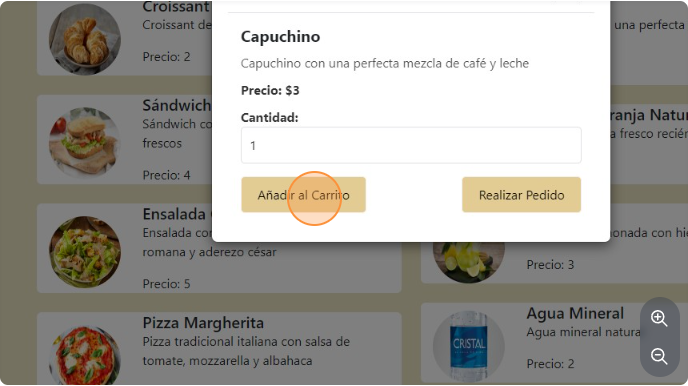 Croissant
Croissant de
Precio: 2
Sándwich
Sándwich co
frescos
Precio: 4
Ensalada
Ensalada con
romana y aderezo césar
Precio: 5
Pizza Margherita
Pizza tradicional italiana con salsa de
tomate, mozzarella y albahaca
Capuchino
Capuchino con una perfecta mezcla de café y leche
Precio: $3
Cantidad:
1
Añadir al Carrito
Realizar Pedido
una perfecta
ranja Natur
fresco recién
onada con hie
Precio: 3
Agua Mineral
Agua mineral natura
Precio: 2
CRISTAL